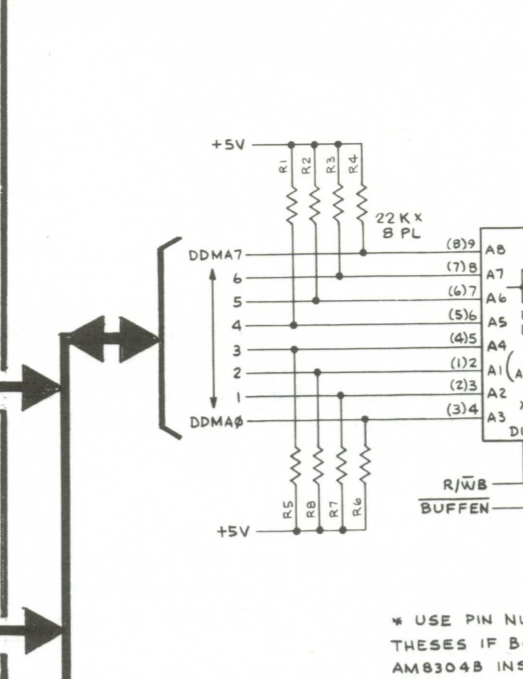 +5V
R1
R2
R3
R4
22K x
8 PL
DDMA7 (8)9 A8
6 (7)8 A7
5 (6)7 A6
4 (5)6 A5
3 (4)5 A4
2 (1)2 A1
1 (2)3 A2
DDMA0 (3)4 A3
R5
R8
R7
R6
+5V
R/W̅B
BUFFEN
* USE PIN NU
THESES IF B
AM8304B INS